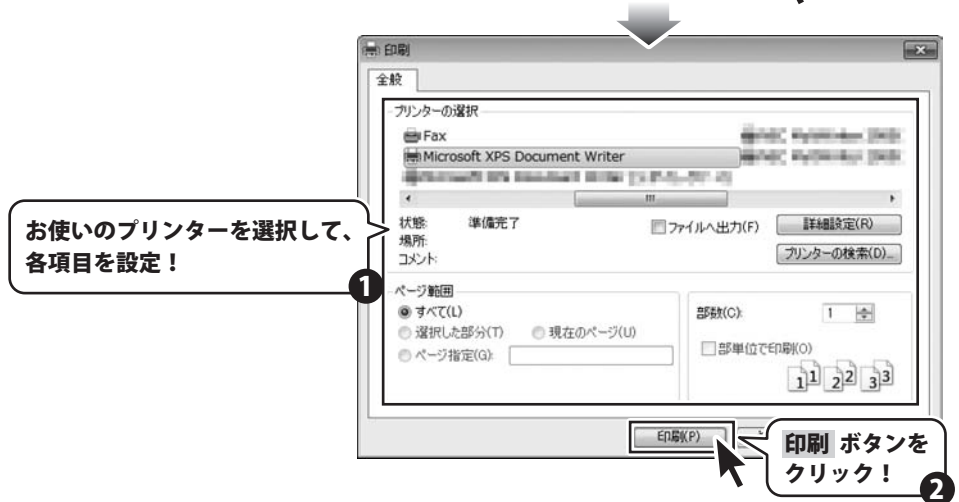 印刷
全般
プリンターの選択
Fax
Microsoft XPS Document Writer
状態: 準備完了
ファイルへ出力(F)
詳細設定(R)
場所:
コメント:
プリンターの検索(D)...
お使いのプリンターを選択して、
各項目を設定！
1
ページ範囲
すべて(L)
選択した部分(T) 現在のページ(U)
ページ指定(G):
部数(C): 1
部単位で印刷(O)
11 22 33
印刷(P)
印刷 ボタンを
クリック！
2